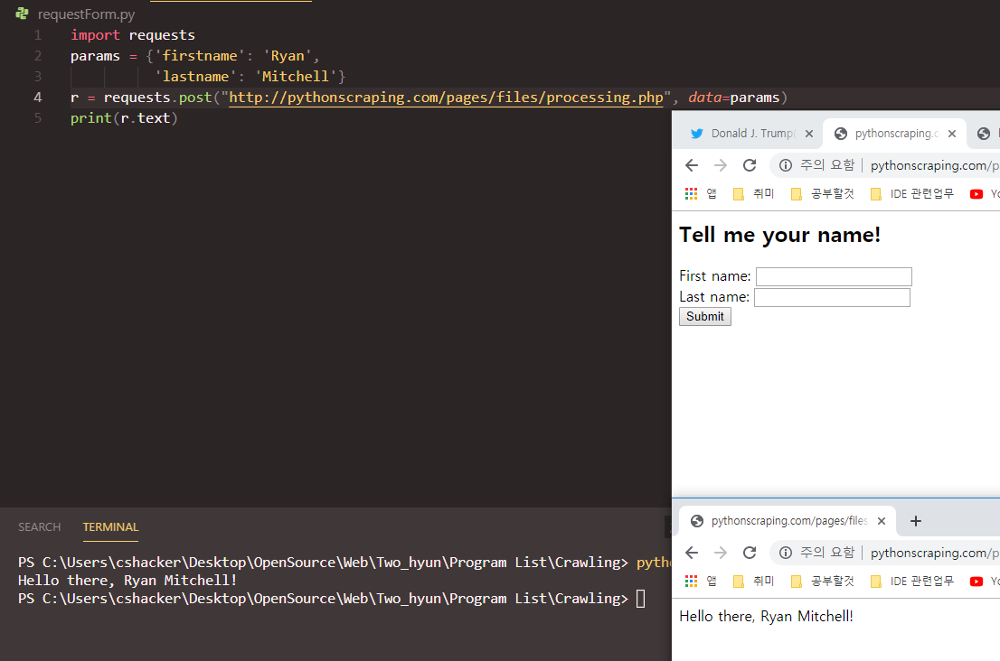 requestForm.py
1 import requests
2 params = {'firstname': 'Ryan',
3 'lastname': 'Mitchell'}
4 r = requests.post("http://pythonscraping.com/pages/files/processing.php", data=params)
5 print(r.text)
Donald J. Trump
pythonscraping.c
주의 요함 pythonscraping.com/p
앱 취미 공부할것 IDE 관련업무
Tell me your name!
First name:
Last name:
Submit
SEARCH TERMINAL
PS C:\Users\cshacker\Desktop\OpenSource\Web\Two_hyun\Program List\Crawling> pyth
Hello there, Ryan Mitchell!
PS C:\Users\cshacker\Desktop\OpenSource\Web\Two_hyun\Program List\Crawling>
pythonscraping.com/pages/files
주의 요함 pythonscraping.com/p
앱 취미 공부할것 IDE 관련업무
Hello there, Ryan Mitchell!